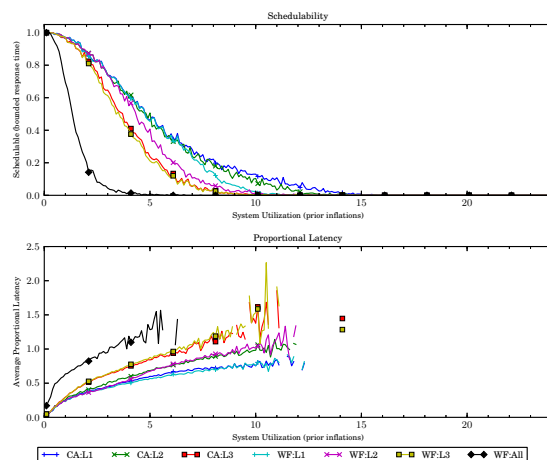 Schedulability
Schedulable (bounded response time)
1.0
0.8
0.6
0.4
0.2
0.0
0 5 10 15 20
System Utilization (prior inflations)
Proportional Latency
Average Proportional Latency
2.5
2.0
1.5
1.0
0.5
0.0
0 5 10 15 20
System Utilization (prior inflations)
CA:L1 CA:L2 CA:L3 WF:L1 WF:L2 WF:L3 WF:All